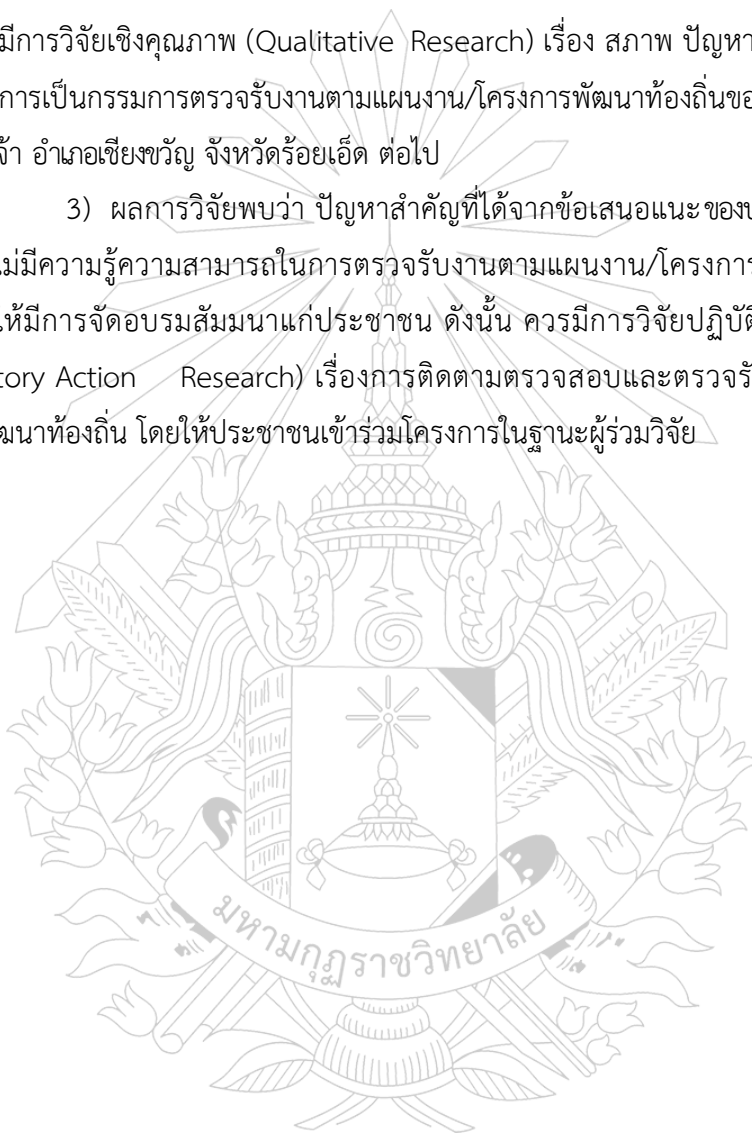 มีการวิจัยเชิงคุณภาพ (Qualitative Research) เรื่อง สภาพ ปัญหา
การเป็นกรรมการตรวจรับงานตามแผนงาน/โครงการพัฒนาท้องถิ่นขอ
จ้า อำเภอเชียงขวัญ จังหวัดร้อยเอ็ด ต่อไป
3) ผลการวิจัยพบว่า ปัญหาสำคัญที่ได้จากข้อเสนอแนะของป
ไม่มีความรู้ความสามารถในการตรวจรับงานตามแผนงาน/โครงการ
ให้มีการจัดอบรมสัมมนาแก่ประชาชน ดังนั้น ควรมีการวิจัยปฏิบัติ
tory Action Research) เรื่องการติดตามตรวจสอบและตรวจรั
ฒนาท้องถิ่น โดยให้ประชาชนเข้าร่วมโครงการในฐานะผู้ร่วมวิจัย
มหามกุฏราชวิทยาลัย